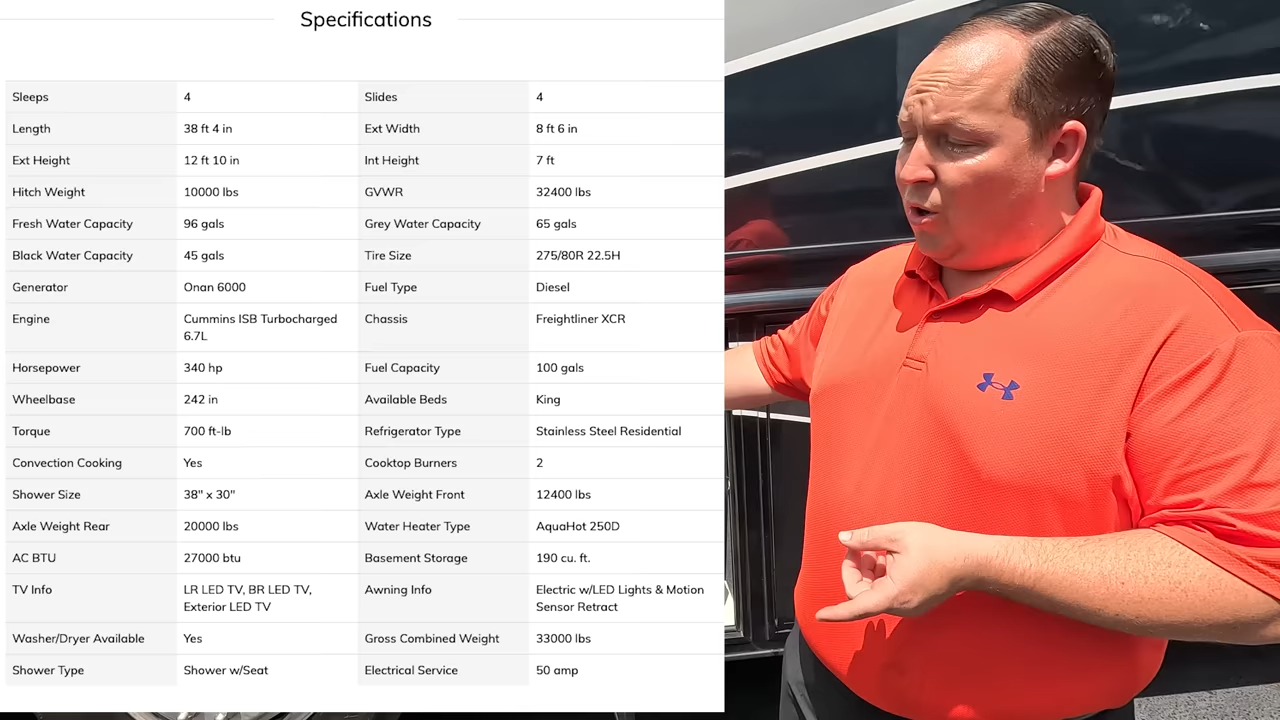 Specifications
Sleeps 4 Slides 4
Length 38 ft 4 in Ext Width 8 ft 6 in
Ext Height 12 ft 10 in Int Height 7 ft
Hitch Weight 10000 lbs GVWR 32400 lbs
Fresh Water Capacity 96 gals Grey Water Capacity 65 gals
Black Water Capacity 45 gals Tire Size 275/80R 22.5H
Generator Onan 6000 Fuel Type Diesel
Engine Cummins ISB Turbocharged Chassis Freightliner XCR
6.7L
Horsepower 340 hp Fuel Capacity 100 gals
Wheelbase 242 in Available Beds King
Torque 700 ft-lb Refrigerator Type Stainless Steel Residential
Convection Cooking Yes Cooktop Burners 2
Shower Size 38" x 30" Axle Weight Front 12400 lbs
Axle Weight Rear 20000 lbs Water Heater Type AquaHot 250D
AC BTU 27000 btu Basement Storage 190 cu. ft.
TV Info LR LED TV, BR LED TV, Awning Info Electric w/LED Lights & Motion
Exterior LED TV Sensor Retract
Washer/Dryer Available Yes Gross Combined Weight 33000 lbs
Shower Type Shower w/Seat Electrical Service 50 amp